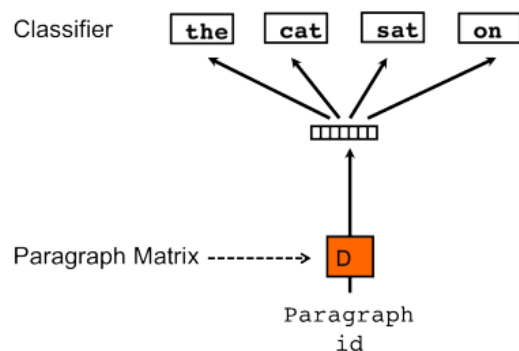 Classifier the cat sat on
Paragraph Matrix D
Paragraph
id